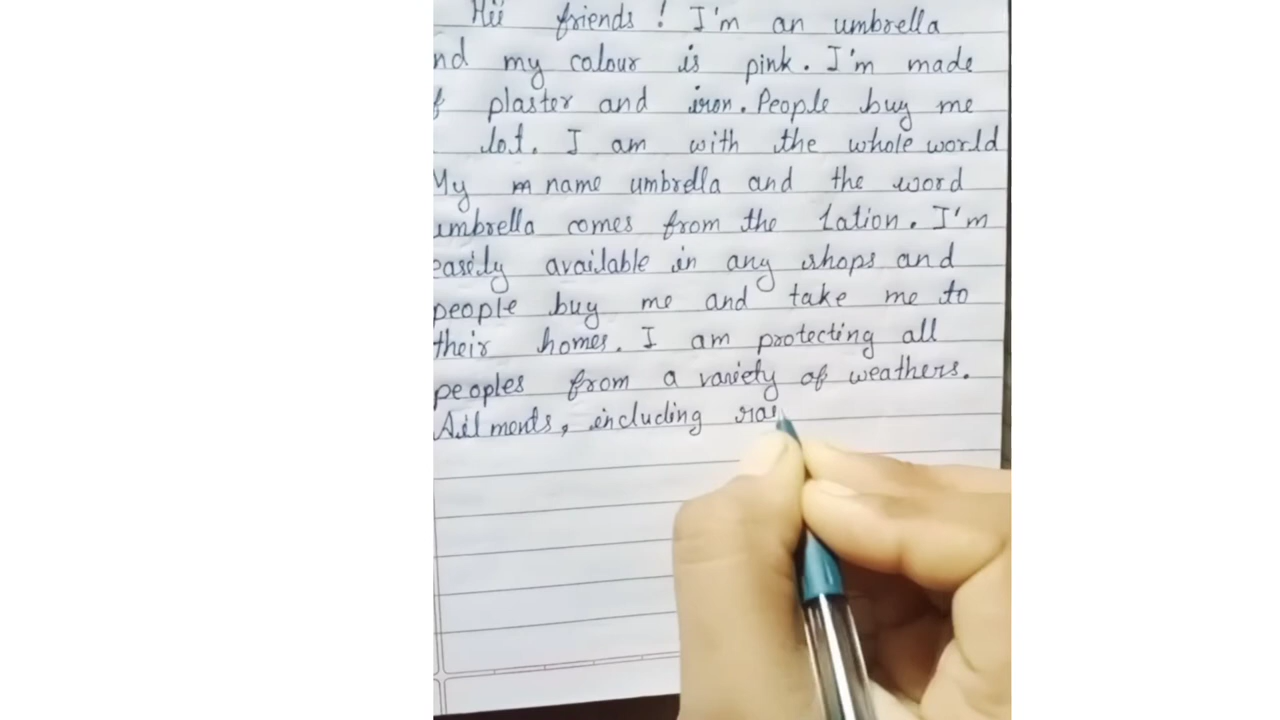 Hii friends! I'm an umbrella
nd my colour is pink. I'm made
f plaster and iron. People buy me
lot. I am with the whole world
My m name umbrella and the word
umbrella comes from the Lation. I'm
easily available in any shops and
people buy me and take me to
their homes. I am protecting all
peoples from a variety of weathers.
Ailments, including rai